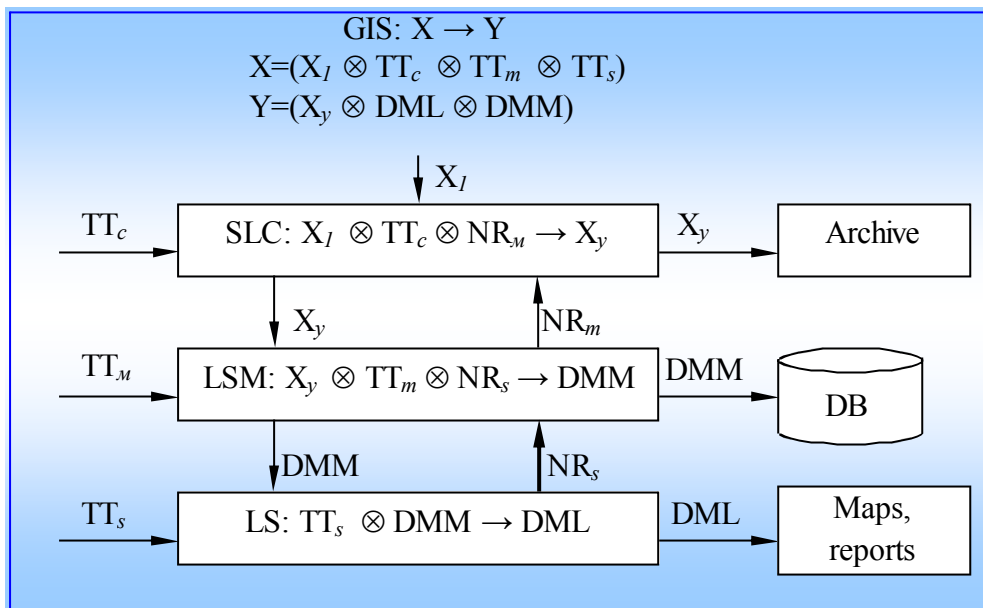 GIS: X → Y
X=(X₁ ⊗ TTc ⊗ TTm ⊗ TTs)
Y=(Xy ⊗ DML ⊗ DMM)
X₁
TTc
SLC: X₁ ⊗ TTc ⊗ NRм → Xy
Xy
Archive
Xy
NRm
TTм
LSM: Xy ⊗ TTm ⊗ NRs → DMM
DMM
DB
DMM
NRs
TTs
LS: TTs ⊗ DMM → DML
DML
Maps,
reports